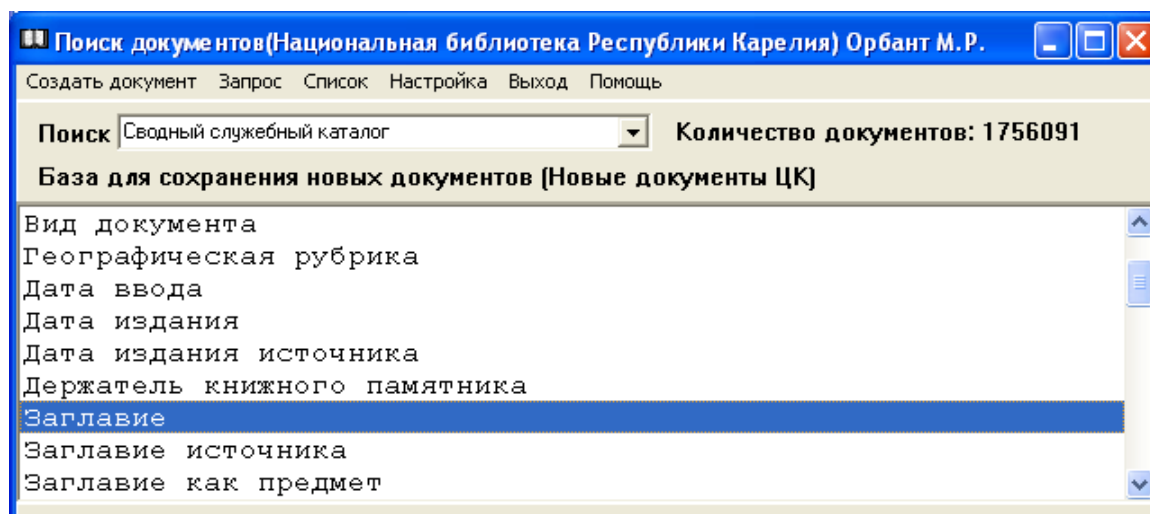 Поиск документов(Национальная библиотека Республики Карелия) Орбант М.Р.
Создать документ Запрос Список Настройка Выход Помощь
Поиск Сводный служебный каталог Количество документов: 1756091
База для сохранения новых документов (Новые документы ЦК)
Вид документа
Географическая рубрика
Дата ввода
Дата издания
Дата издания источника
Держатель книжного памятника
Заглавие
Заглавие источника
Заглавие как предмет